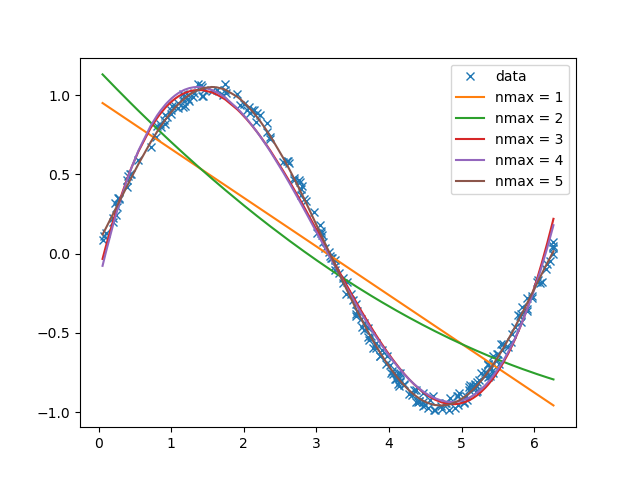 data
nmax = 1
nmax = 2
nmax = 3
nmax = 4
nmax = 5
1.0
0.5
0.0
−0.5
−1.0
0 1 2 3 4 5 6